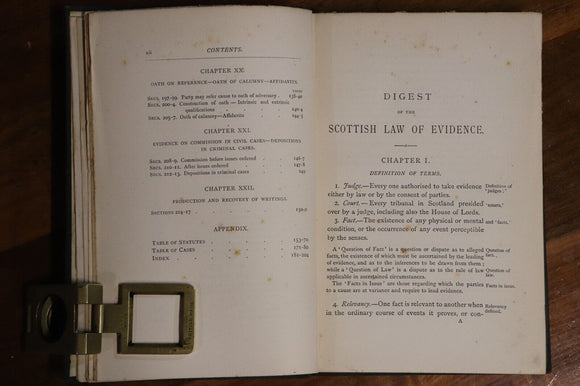 xii CONTENTS.
CHAPTER XX.
OATH ON REFERENCE—OATH OF CALUMNY—AFFIDAVITS.
PAGES
SECS. 197-99. Party may refer cause to oath of adversary 138-40
SECS. 200-4. Construction of oath—Intrinsic and extrinsic
qualifications 140-4
SECS. 205-7. Oath of calumny—Affidavits 144-5
CHAPTER XXI.
EVIDENCE ON COMMISSION IN CIVIL CASES—DEPOSITIONS
IN CRIMINAL CASES.
SECS. 208-9. Commission before issues ordered 146-7
SECS. 210-11. After issues ordered 147-8
SECS. 212-13. Depositions in criminal cases 149
CHAPTER XXII.
PRODUCTION AND RECOVERY OF WRITINGS.
SECTIONS 214-17
APPENDIX.
TABLE OF STATUTES 153-70
TABLE OF CASES 171-80
INDEX 181-204
DIGEST
OF THE
SCOTTISH LAW OF EVIDENCE.
CHAPTER I.
DEFINITION OF TERMS.
1. Judge.—Every one authorised to take evidence Definition of
either by law or by the consent of parties. 'judges';
2. Court.—Every tribunal in Scotland presided 'court,'
over by a judge, including also the House of Lords.
3. Fact.—The existence of any physical or mental and 'fact.'
condition, or the occurrence of any event perceptible
by the senses.
A 'Question of Fact' is a question or dispute as to alleged Question of
facts, the existence of which must be ascertained by the leading fact.
of evidence, and as to the inferences to be drawn from them;
while a 'Question of Law' is a dispute as to the rule of law Question of
applicable in ascertained circumstances. law.
The 'Facts in Issue' are those regarding which the parties Facts in issue.
to a cause are at variance and require to lead evidence.
4. Relevancy.—One fact is relevant to another when Relevancy
in the ordinary course of events it proves, or con- defined.
A